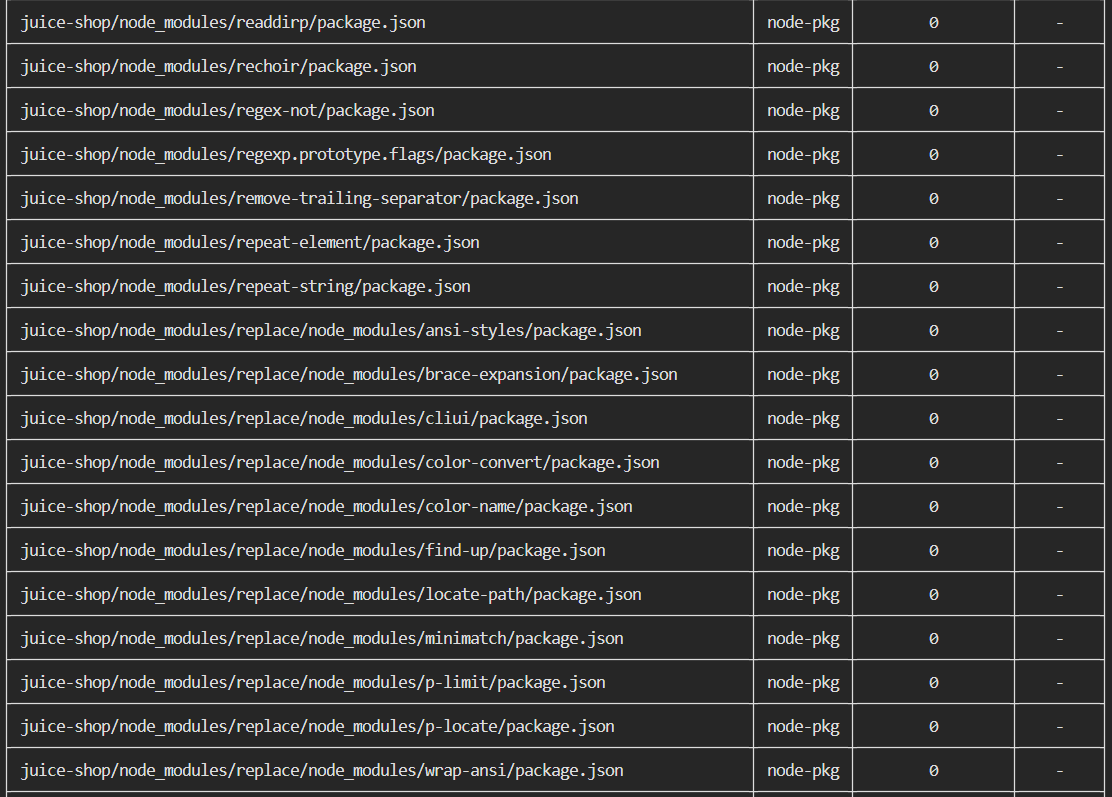 juice-shop/node_modules/readdirp/package.json node-pkg 0 -
juice-shop/node_modules/rechoir/package.json node-pkg 0 -
juice-shop/node_modules/regex-not/package.json node-pkg 0 -
juice-shop/node_modules/regexp.prototype.flags/package.json node-pkg 0 -
juice-shop/node_modules/remove-trailing-separator/package.json node-pkg 0 -
juice-shop/node_modules/repeat-element/package.json node-pkg 0 -
juice-shop/node_modules/repeat-string/package.json node-pkg 0 -
juice-shop/node_modules/replace/node_modules/ansi-styles/package.json node-pkg 0 -
juice-shop/node_modules/replace/node_modules/brace-expansion/package.json node-pkg 0 -
juice-shop/node_modules/replace/node_modules/cliui/package.json node-pkg 0 -
juice-shop/node_modules/replace/node_modules/color-convert/package.json node-pkg 0 -
juice-shop/node_modules/replace/node_modules/color-name/package.json node-pkg 0 -
juice-shop/node_modules/replace/node_modules/find-up/package.json node-pkg 0 -
juice-shop/node_modules/replace/node_modules/locate-path/package.json node-pkg 0 -
juice-shop/node_modules/replace/node_modules/minimatch/package.json node-pkg 0 -
juice-shop/node_modules/replace/node_modules/p-limit/package.json node-pkg 0 -
juice-shop/node_modules/replace/node_modules/p-locate/package.json node-pkg 0 -
juice-shop/node_modules/replace/node_modules/wrap-ansi/package.json node-pkg 0 -